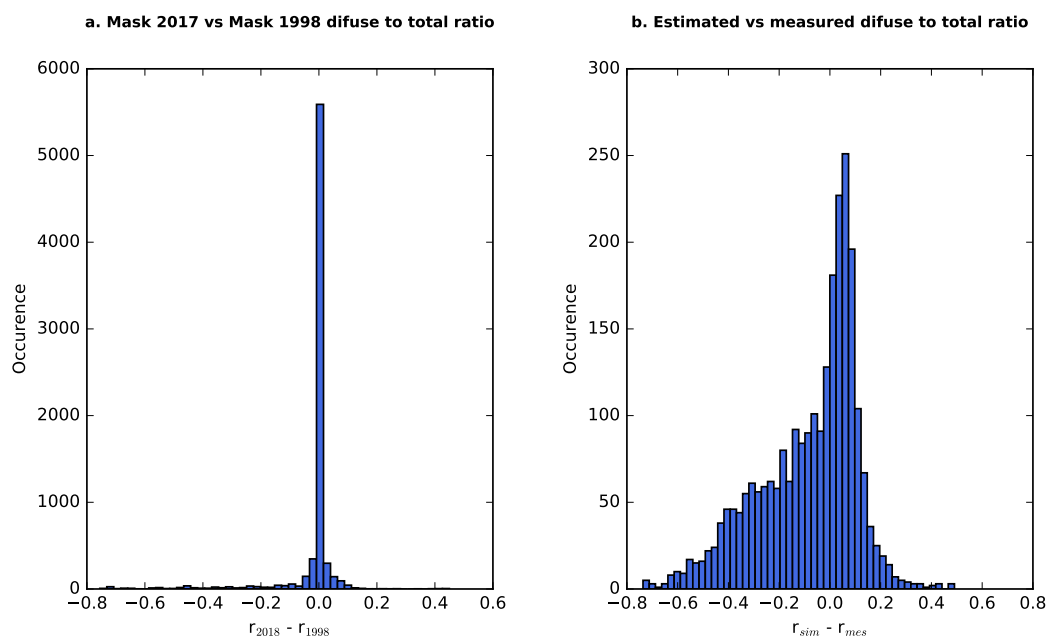 a. Mask 2017 vs Mask 1998 difuse to total ratio
6000
5000
4000
3000
2000
1000
0
Occurence
−0.8 −0.6 −0.4 −0.2 0.0 0.2 0.4 0.6
r2018 - r1998
b. Estimated vs measured difuse to total ratio
300
250
200
150
100
50
0
Occurence
−0.8 −0.6 −0.4 −0.2 0.0 0.2 0.4 0.6 0.8
rsim - rmes